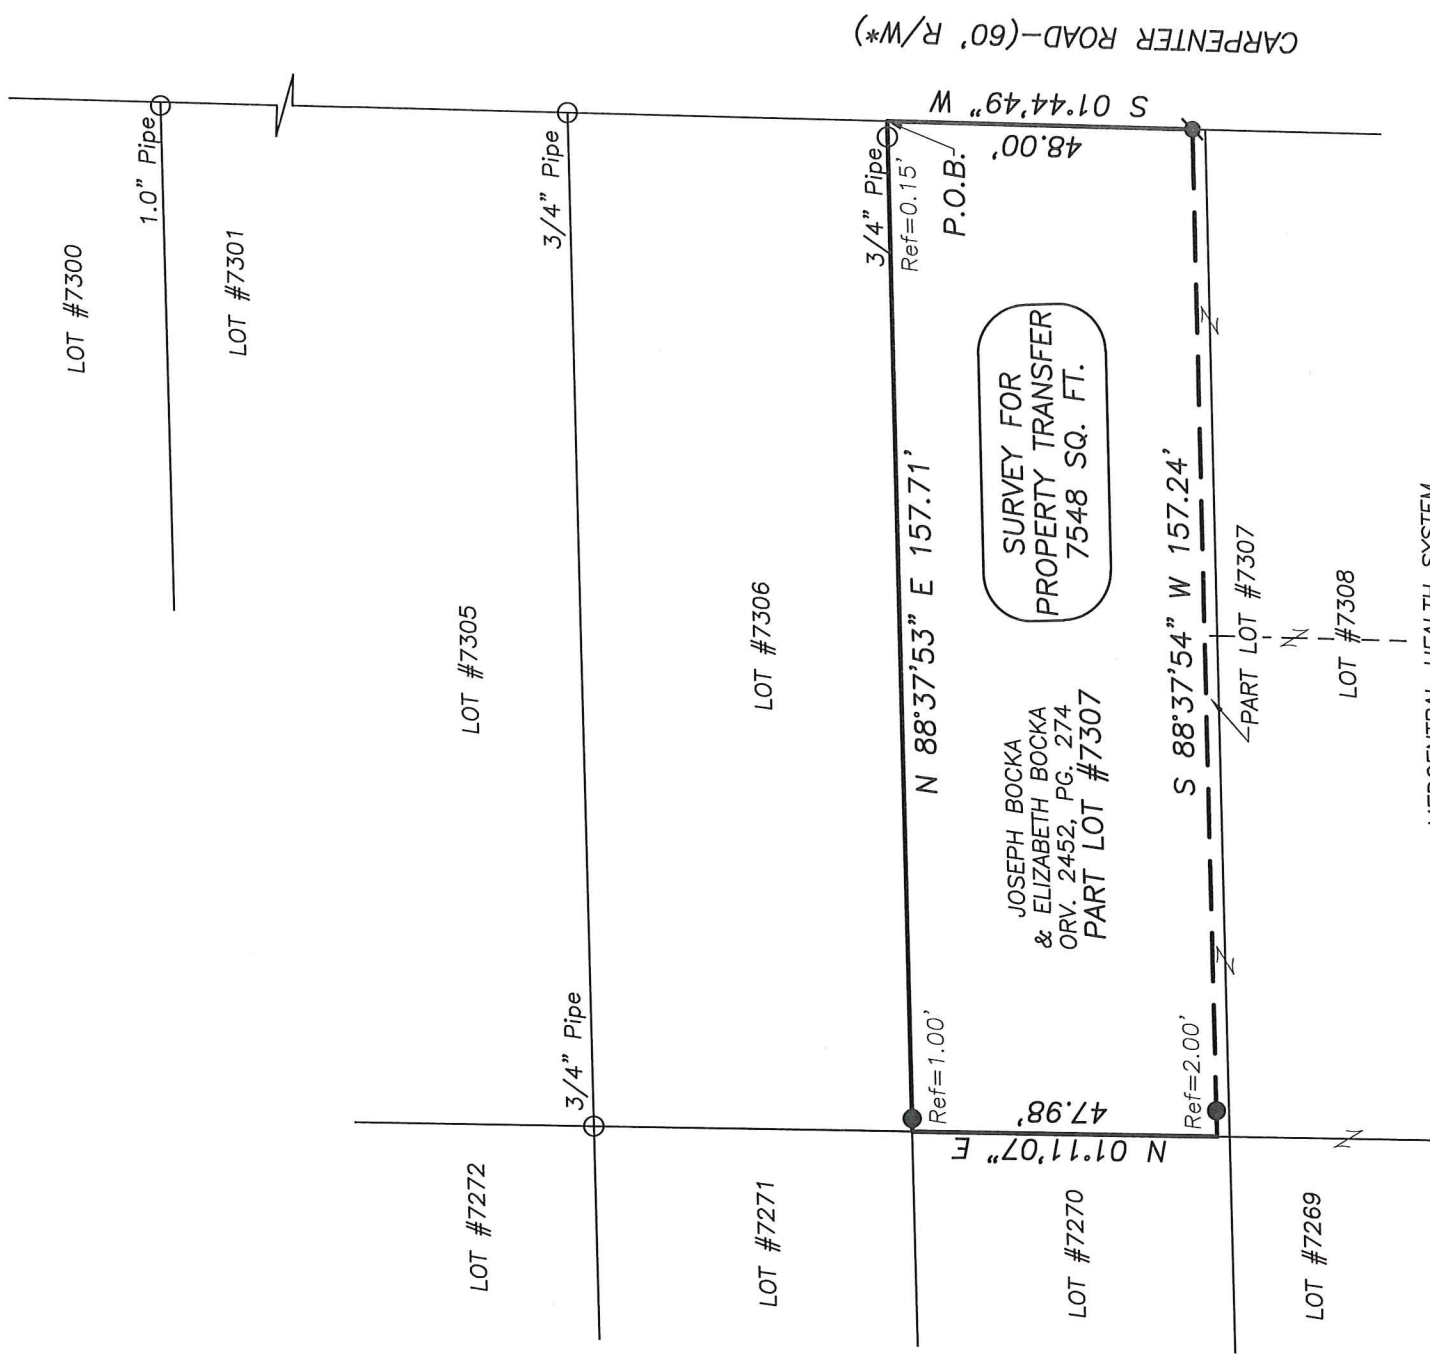 CARPENTER ROAD-(60' R/W*)
1.0" Pipe
LOT #7300
LOT #7301
3/4" Pipe
S 01°44'49" W
48.00'
3/4" Pipe
Ref=0.15'
P.O.B.
LOT #7305
LOT #7306
N 88°37'53" E 157.71'
SURVEY FOR
PROPERTY TRANSFER
7548 SQ. FT.
JOSEPH BOCKA
& ELIZABETH BOCKA
ORV. 2452, PG. 274
PART LOT #7307
S 88°37'54" W 157.24'
PART LOT #7307
LOT #7308
3/4" Pipe
Ref=1.00'
47.98'
N 01°11'07" E
Ref=2.00'
LOT #7272
LOT #7271
LOT #7270
LOT #7269
HEALTH SYSTEM